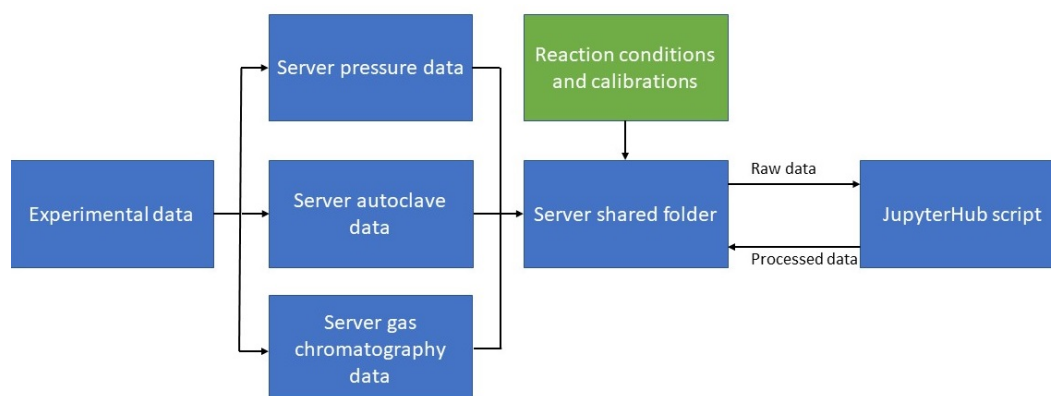 Server pressure data
Reaction conditions
and calibrations
Experimental data
Server autoclave
data
Server shared folder
Raw data
Processed data
JupyterHub script
Server gas
chromatography
data